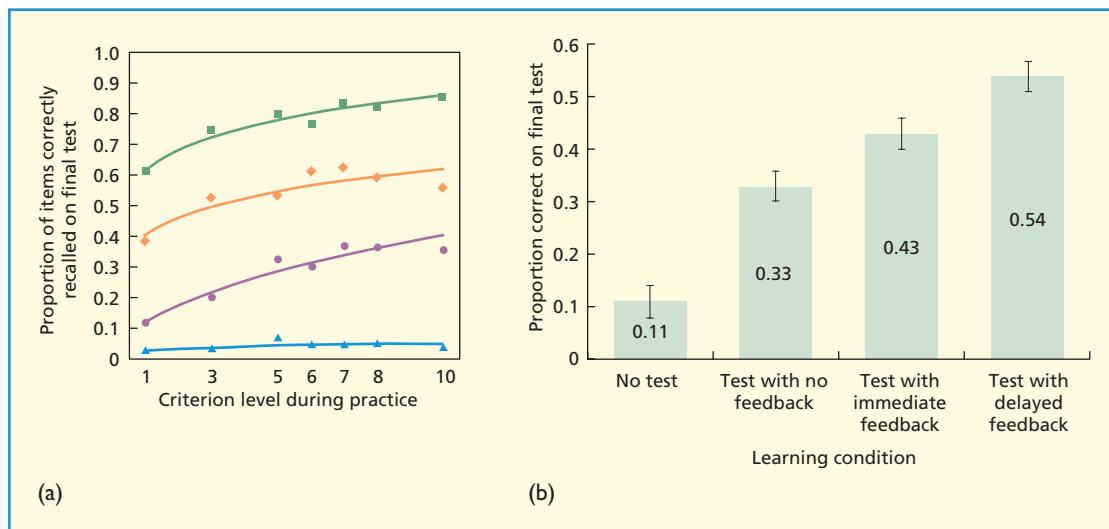 Proportion of items correctly
recalled on final test
1.0
0.9
0.8
0.7
0.6
0.5
0.4
0.3
0.2
0.1
0
1 3 5 6 7 8 10
Criterion level during practice
(a)
Proportion correct on final test
0.6
0.5
0.4
0.3
0.2
0.1
0
0.11
0.33
0.43
0.54
No test
Test with no
feedback
Test with
immediate
feedback
Test with
delayed
feedback
Learning condition
(b)